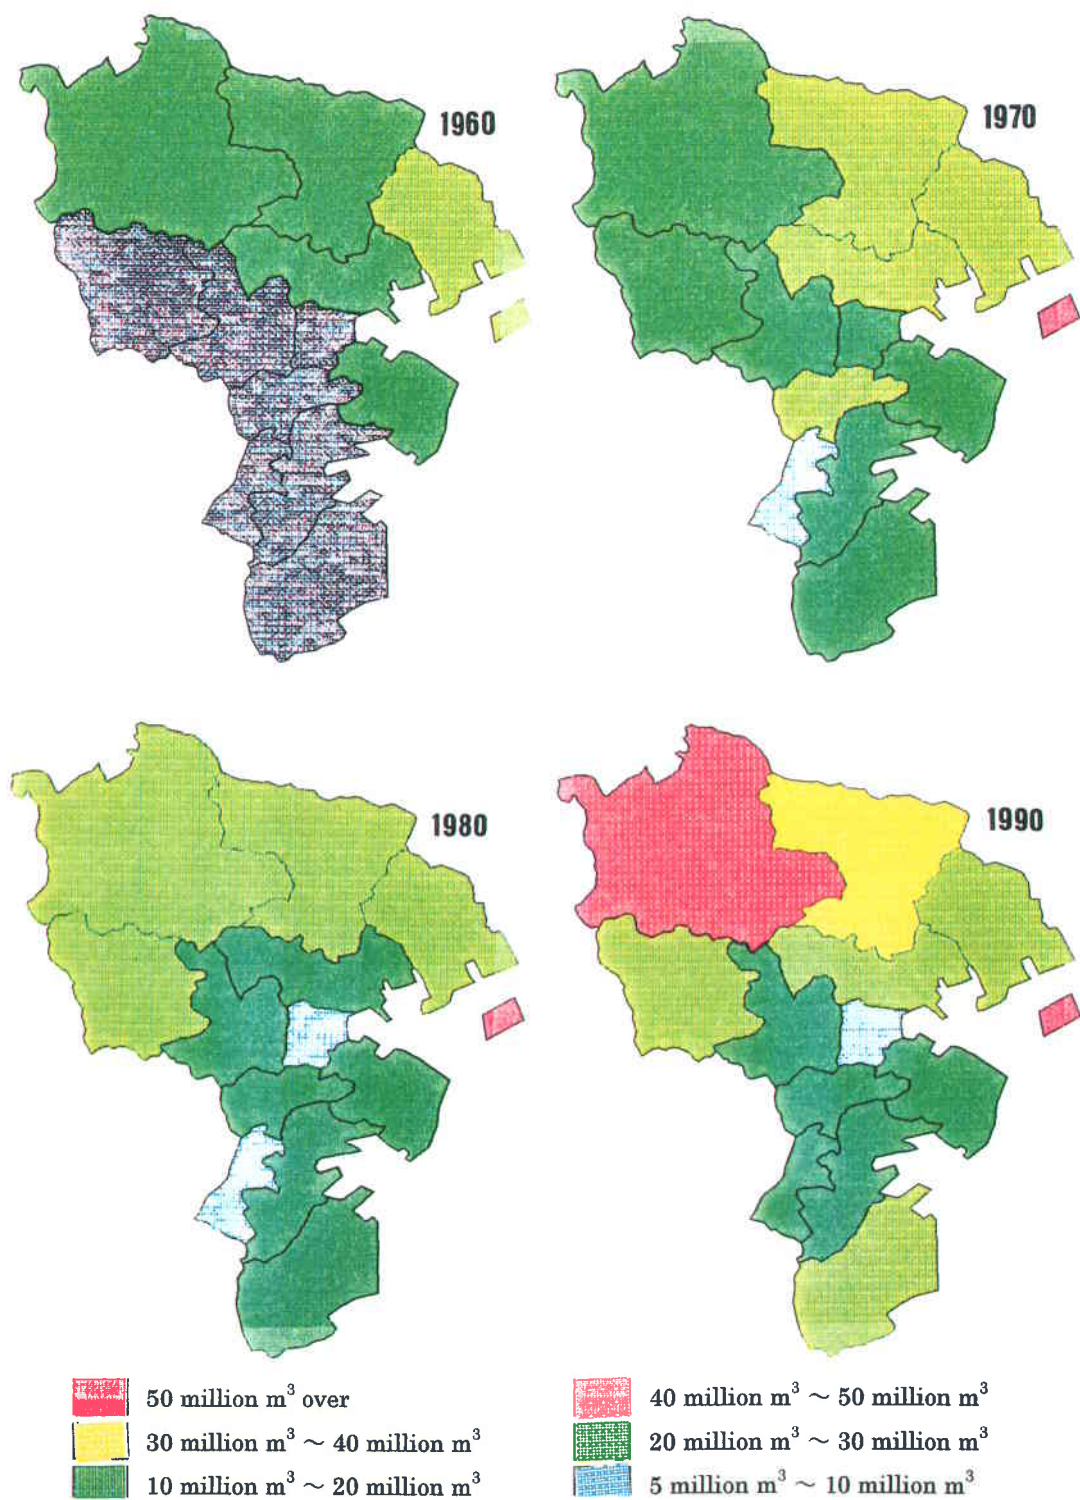 1960
1970
1980
1990
50 million m³ over
40 million m³ ～ 50 million m³
30 million m³ ～ 40 million m³
20 million m³ ～ 30 million m³
10 million m³ ～ 20 million m³
5 million m³ ～ 10 million m³